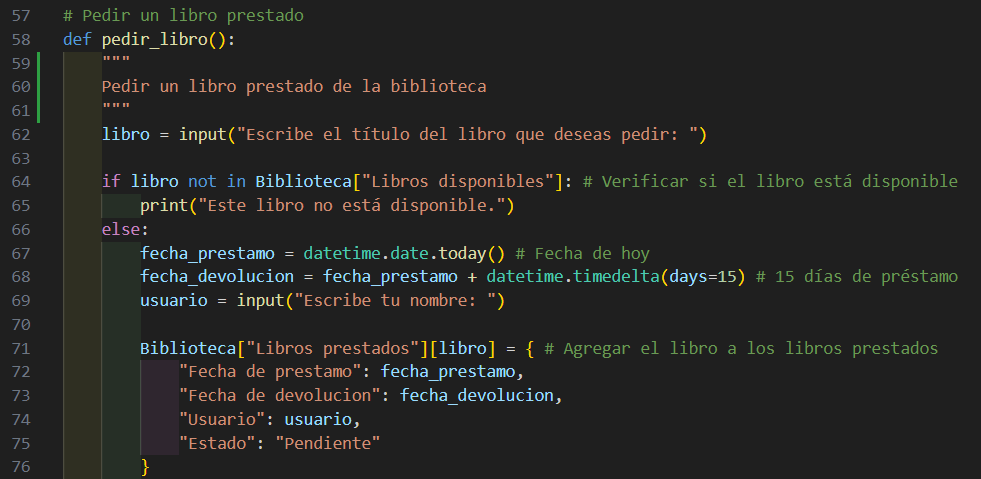 57 # Pedir un libro prestado
58 def pedir_libro():
59 """
60 Pedir un libro prestado de la biblioteca
61 """
62 libro = input("Escribe el título del libro que deseas pedir: ")
63
64 if libro not in Biblioteca["Libros disponibles"]: # Verificar si el libro está disponible
65 print("Este libro no está disponible.")
66 else:
67 fecha_prestamo = datetime.date.today() # Fecha de hoy
68 fecha_devolucion = fecha_prestamo + datetime.timedelta(days=15) # 15 días de préstamo
69 usuario = input("Escribe tu nombre: ")
70
71 Biblioteca["Libros prestados"][libro] = { # Agregar el libro a los libros prestados
72 "Fecha de prestamo": fecha_prestamo,
73 "Fecha de devolucion": fecha_devolucion,
74 "Usuario": usuario,
75 "Estado": "Pendiente"
76 }